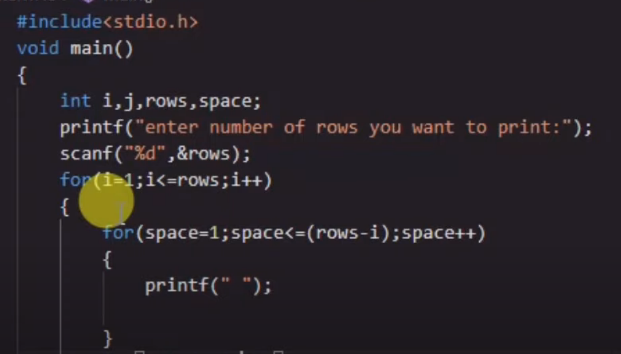 #include<stdio.h>
void main()
{
int i,j,rows,space;
printf("enter number of rows you want to print:");
scanf("%d",&rows);
for(i=1;i<=rows;i++)
{
for(space=1;space<=(rows-i);space++)
{
printf(" ");
}